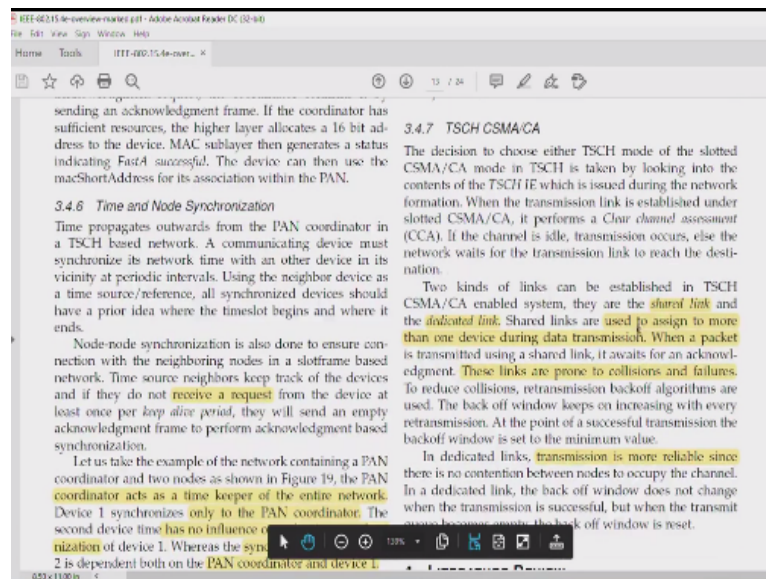 IEEE-802.15.4e-overview-marked.pdf - Adobe Acrobat Reader DC (32-bit)
File Edit View Sign Window Help
Home Tools IEEE-802.15.4e-over... ×
13 / 24
sending an acknowledgment frame. If the coordinator has
sufficient resources, the higher layer allocates a 16 bit ad-
dress to the device. MAC sublayer then generates a status
indicating FastA successful. The device can then use the
macShortAddress for its association within the PAN.
3.4.6 Time and Node Synchronization
Time propagates outwards from the PAN coordinator in
a TSCH based network. A communicating device must
synchronize its network time with an other device in its
vicinity at periodic intervals. Using the neighbor device as
a time source/reference, all synchronized devices should
have a prior idea where the timeslot begins and where it
ends.
Node-node synchronization is also done to ensure con-
nection with the neighboring nodes in a slotframe based
network. Time source neighbors keep track of the devices
and if they do not receive a request from the device at
least once per keep alive period, they will send an empty
acknowledgment frame to perform acknowledgment based
synchronization.
Let us take the example of the network containing a PAN
coordinator and two nodes as shown in Figure 19, the PAN
coordinator acts as a time keeper of the entire network.
Device 1 synchronizes only to the PAN coordinator. The
second device time has no influence
nization of device 1. Whereas the
2 is dependent both on the PAN coordinator and device 1.
3.4.7 TSCH CSMA/CA
The decision to choose either TSCH mode of the slotted
CSMA/CA mode in TSCH is taken by looking into the
contents of the TSCH IE which is issued during the network
formation. When the transmission link is established under
slotted CSMA/CA, it performs a Clear channel assessment
(CCA). If the channel is idle, transmission occurs, else the
network waits for the transmission link to reach the desti-
nation.
Two kinds of links can be established in TSCH
CSMA/CA enabled system, they are the shared link and
the dedicated link. Shared links are used to assign to more
than one device during data transmission. When a packet
is transmitted using a shared link, it awaits for an acknowl-
edgment. These links are prone to collisions and failures.
To reduce collisions, retransmission backoff algorithms are
used. The back off window keeps on increasing with every
retransmission. At the point of a successful transmission the
backoff window is set to the minimum value.
In dedicated links, transmission is more reliable since
there is no contention between nodes to occupy the channel.
In a dedicated link, the back off window does not change
when the transmission is successful, but when the transmit
back off window is reset.
139%
8.50 x 11.00 in